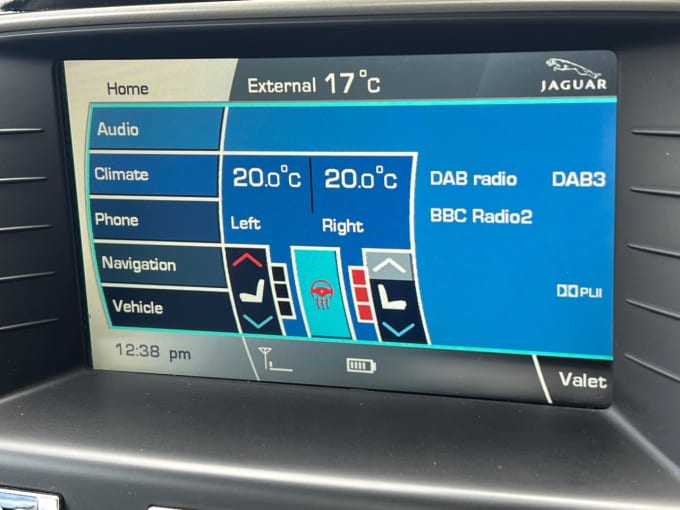 Home
External 17°C
JAGUAR
Audio
Climate
Phone
Navigation
Vehicle
20.0°C
20.0°C
Left
Right
DAB radio DAB3
BBC Radio2
PLII
12:38 pm
Valet